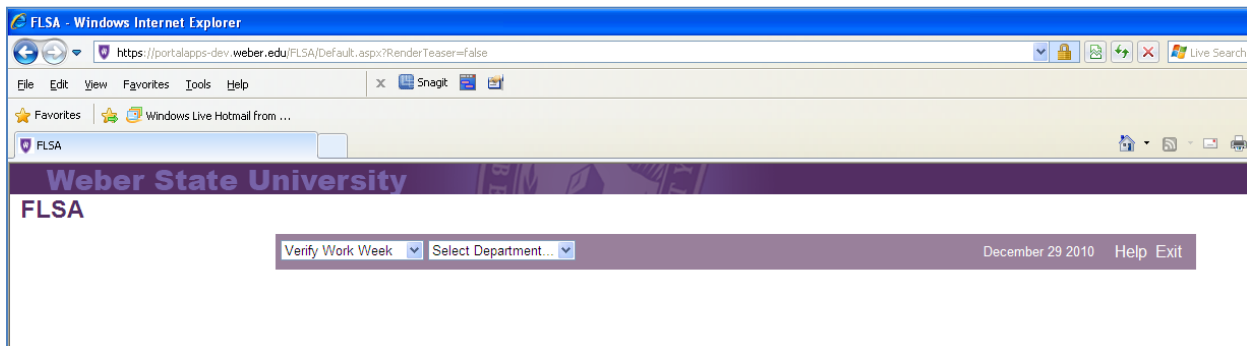 FLSA - Windows Internet Explorer
https://portalapps-dev.weber.edu/FLSA/Default.aspx?RenderTeaser=false Live Search
File Edit View Favorites Tools Help x Snagit
Favorites Windows Live Hotmail from ...
FLSA
Weber State University
FLSA
Verify Work Week Select Department... December 29 2010 Help Exit